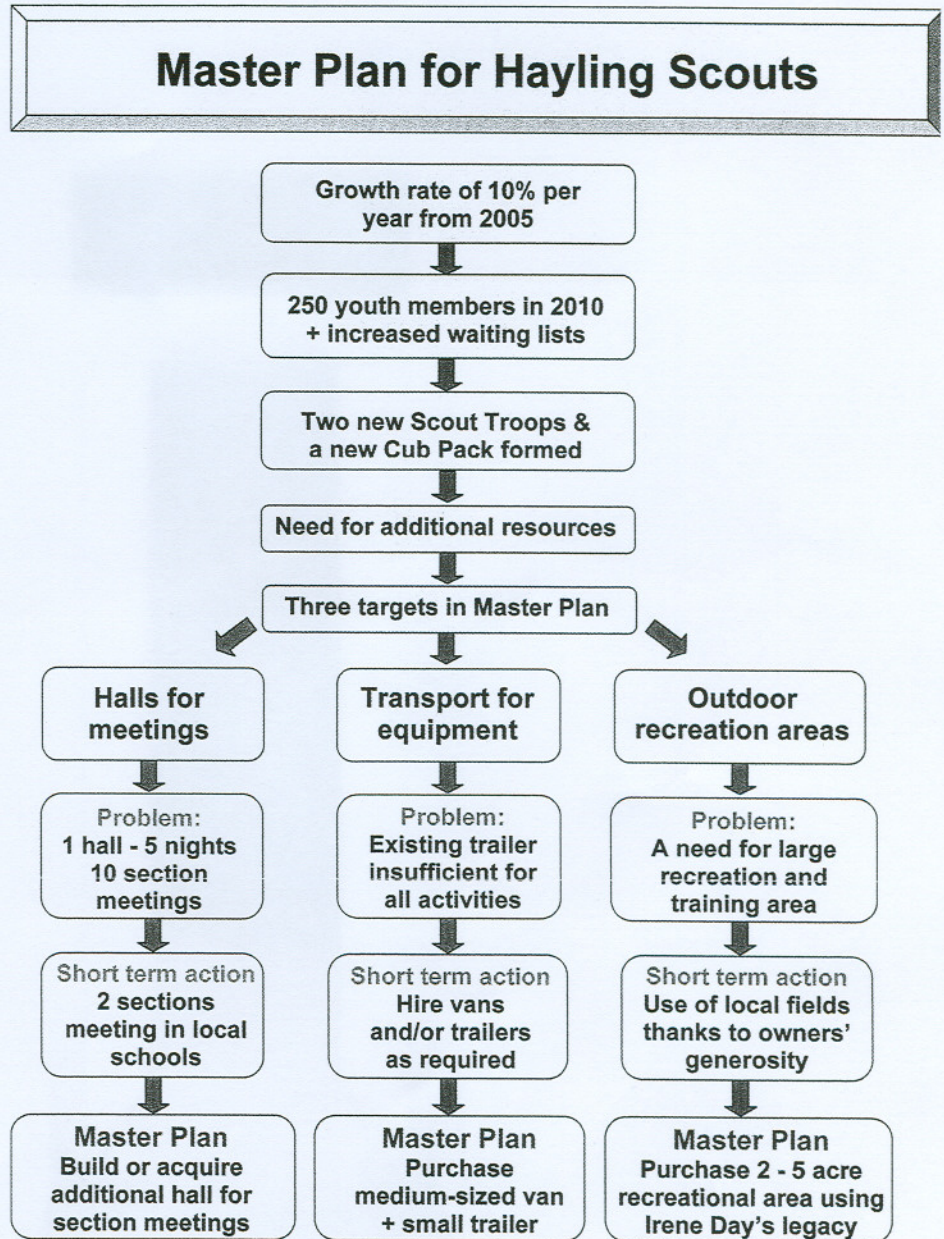 Master Plan for Hayling Scouts
Growth rate of 10% per
year from 2005
250 youth members in 2010
+ increased waiting lists
Two new Scout Troops &
a new Cub Pack formed
Need for additional resources
Three targets in Master Plan
Halls for
meetings
Problem:
1 hall - 5 nights
10 section
meetings
Short term action
2 sections
meeting in local
schools
Master Plan
Build or acquire
additional hall for
section meetings
Transport for
equipment
Problem:
Existing trailer
insufficient for
all activities
Short term action
Hire vans
and/or trailers
as required
Master Plan
Purchase
medium-sized van
+ small trailer
Outdoor
recreation areas
Problem:
A need for large
recreation and
training area
Short term action
Use of local fields
thanks to owners'
generosity
Master Plan
Purchase 2 - 5 acre
recreational area using
Irene Day's legacy